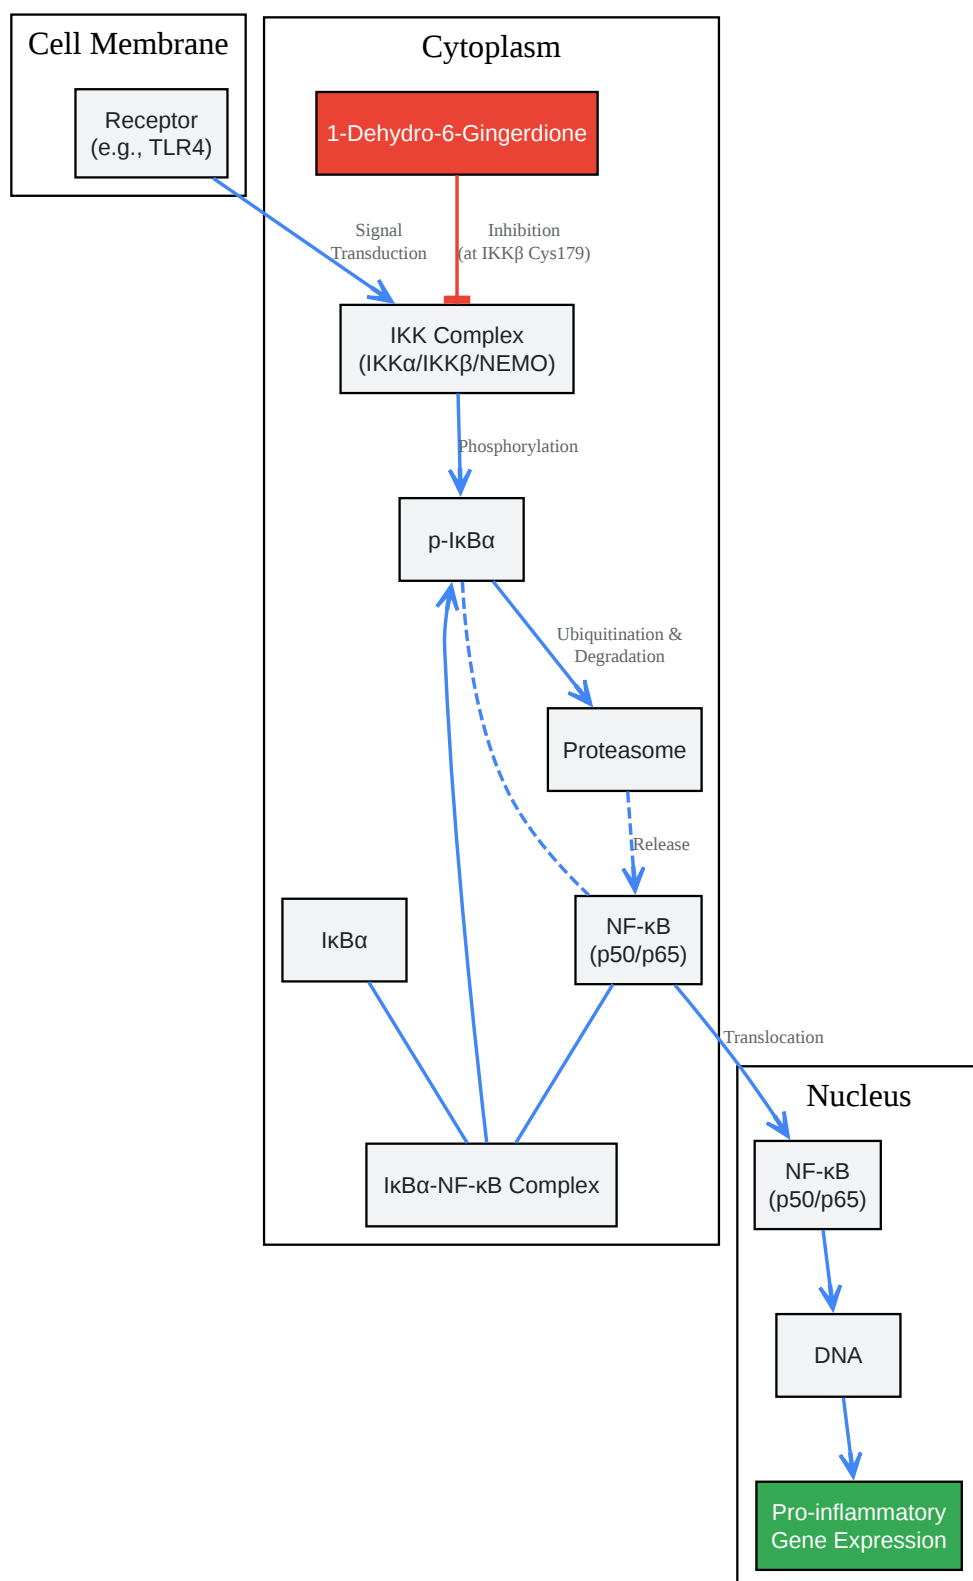 Cell Membrane
Receptor
(e.g., TLR4)
Cytoplasm
1-Dehydro-6-Gingerdione
Signal
Transduction
Inhibition
(at IKKβ Cys179)
IKK Complex
(IKKα/IKKβ/NEMO)
Phosphorylation
p-IκBα
Ubiquitination &
Degradation
Proteasome
Release
IκBα
NF-κB
(p50/p65)
Translocation
IκBα-NF-κB Complex
Nucleus
NF-κB
(p50/p65)
DNA
Pro-inflammatory
Gene Expression